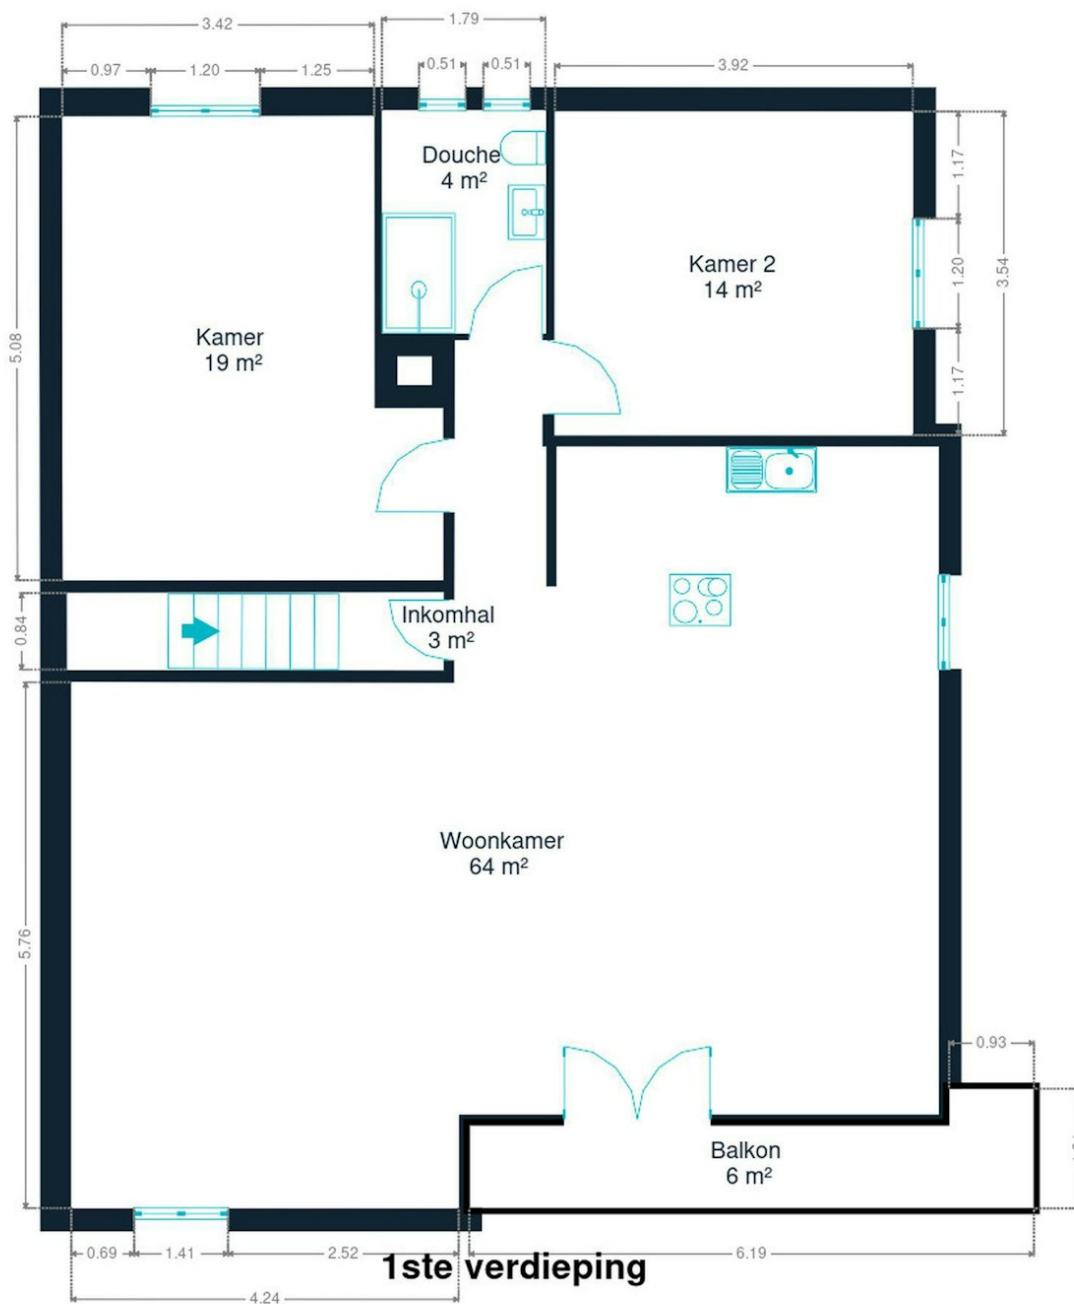 3.42
1.79
0.97
1.20
1.25
0.51
0.51
3.92
Douche
4 m²
1.17
Kamer 2
14 m²
1.20
3.54
Kamer
19 m²
5.08
1.17
Inkomhal
3 m²
0.84
Woonkamer
64 m²
5.76
0.93
Balkon
6 m²
0.69
1.41
2.52
6.19
1ste verdieping
4.24